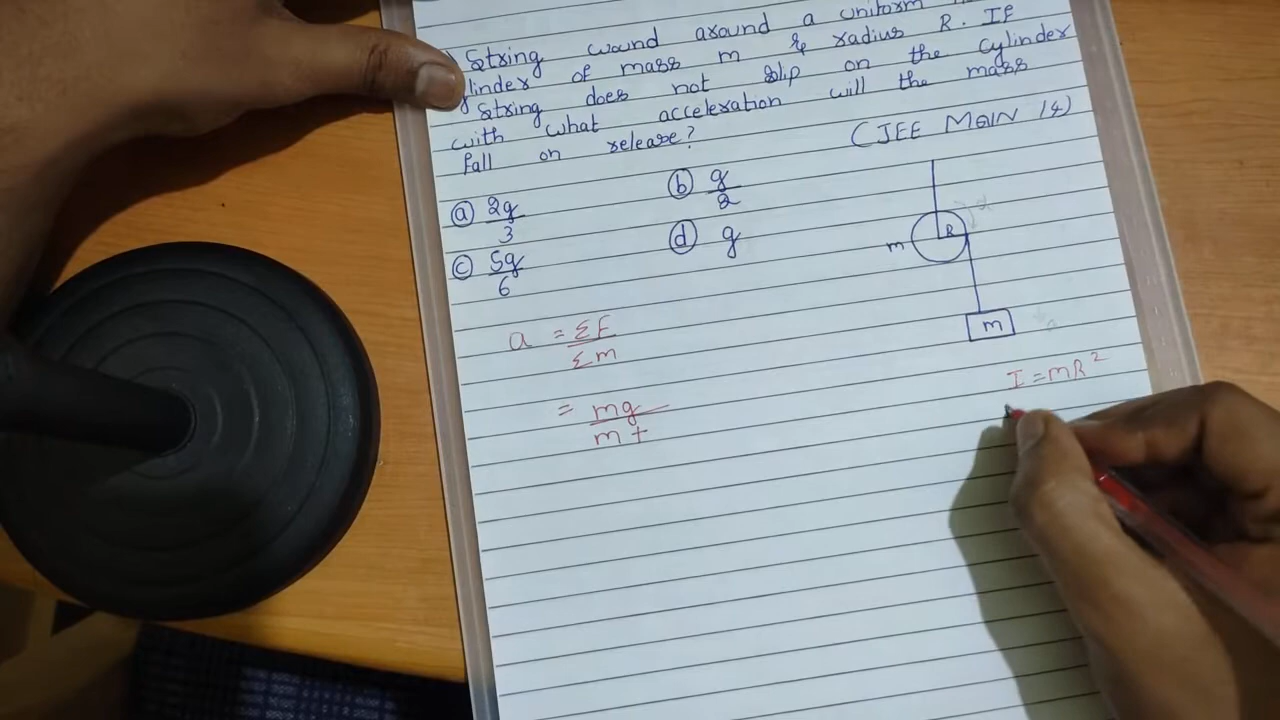 String wound around a uniform
linder of mass m & radius R. If
String does not slip on the cylinder
with what acceleration will the mass
fall on release?
(JEE MAIN 14)
(a) 2g/3
(b) g/2
(c) 5g/6
(d) g
R
m
m
a = ΣF/Σm
= mg/m +
I = mR²